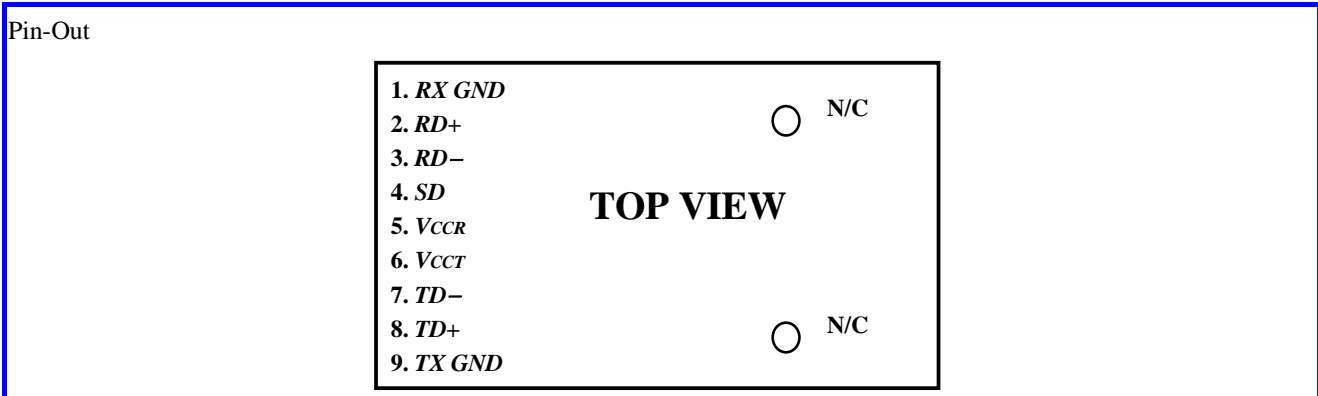 Pin-Out
1. RX GND
N/C
2. RD+
3. RD−
4. SD
TOP VIEW
5. VCCR
6. VCCT
7. TD−
8. TD+
N/C
9. TX GND